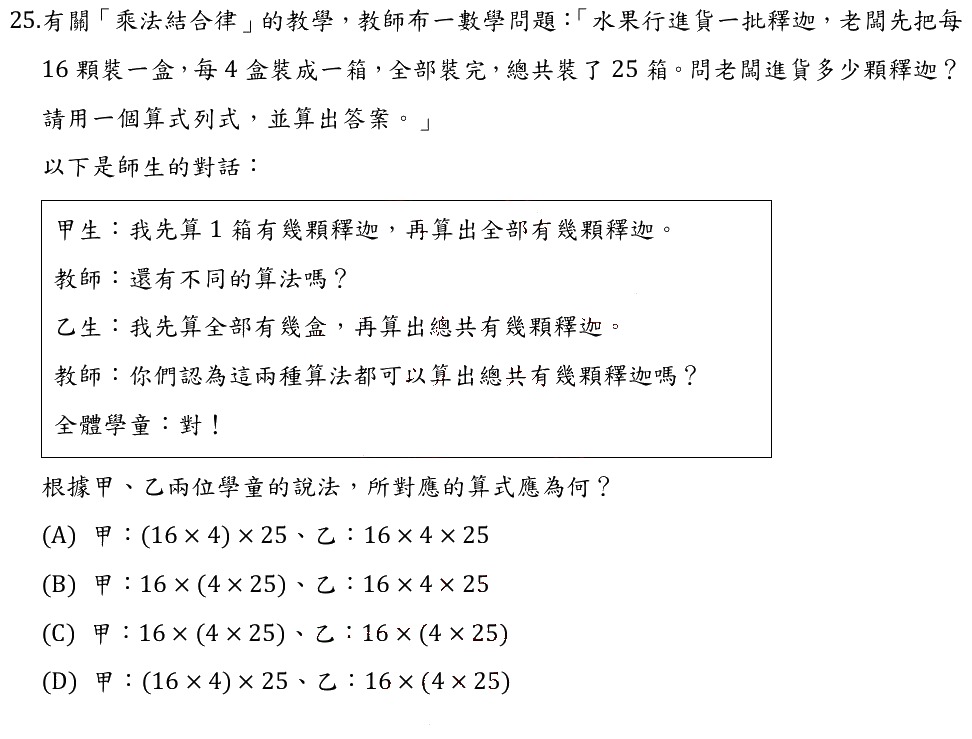 25.有關「乘法結合律」的教學，教師布一數學問題：「水果行進貨一批釋迦，老闆先把每
16 顆裝一盒，每 4 盒裝成一箱，全部裝完，總共裝了 25 箱。問老闆進貨多少顆釋迦？
請用一個算式列式，並算出答案。」
以下是師生的對話：
甲生：我先算 1 箱有幾顆釋迦，再算出全部有幾顆釋迦。
教師：還有不同的算法嗎？
乙生：我先算全部有幾盒，再算出總共有幾顆釋迦。
教師：你們認為這兩種算法都可以算出總共有幾顆釋迦嗎？
全體學童：對！
根據甲、乙兩位學童的說法，所對應的算式應為何？
(A) 甲：(16 × 4) × 25、乙：16 × 4 × 25
(B) 甲：16 × (4 × 25)、乙：16 × 4 × 25
(C) 甲：16 × (4 × 25)、乙：16 × (4 × 25)
(D) 甲：(16 × 4) × 25、乙：16 × (4 × 25)